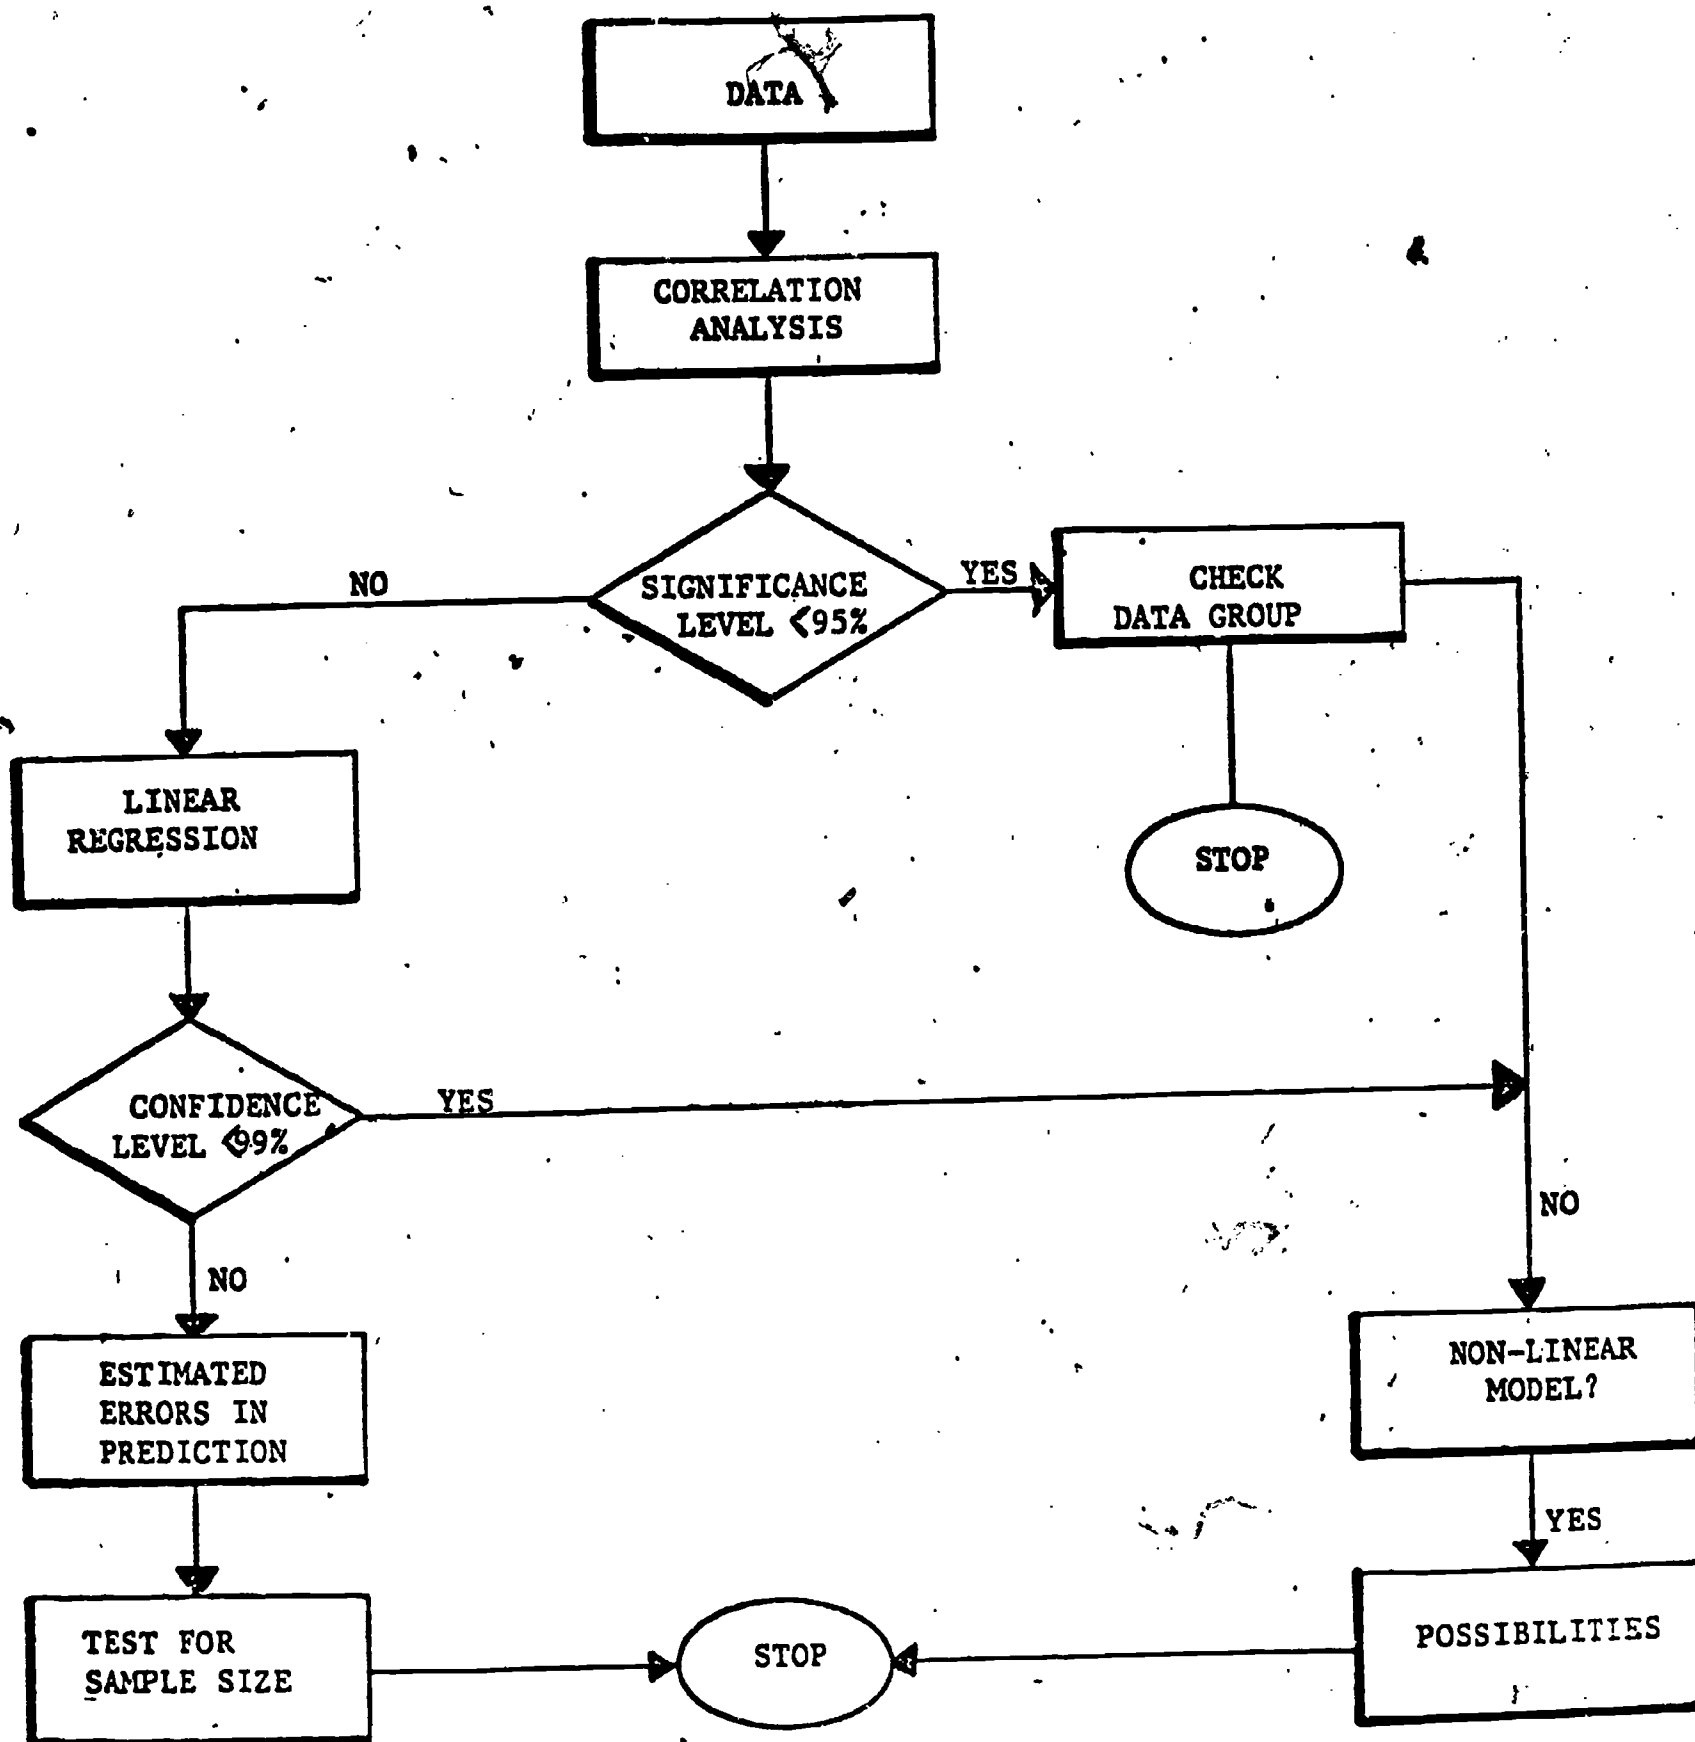 DATA
CORRELATION
ANALYSIS
NO
SIGNIFICANCE
LEVEL <95%
YES
CHECK
DATA GROUP
LINEAR
REGRESSION
STOP
CONFIDENCE
LEVEL <99%
YES
NO
NO
ESTIMATED
ERRORS IN
PREDICTION
NON-LINEAR
MODEL?
YES
TEST FOR
SAMPLE SIZE
STOP
POSSIBILITIES